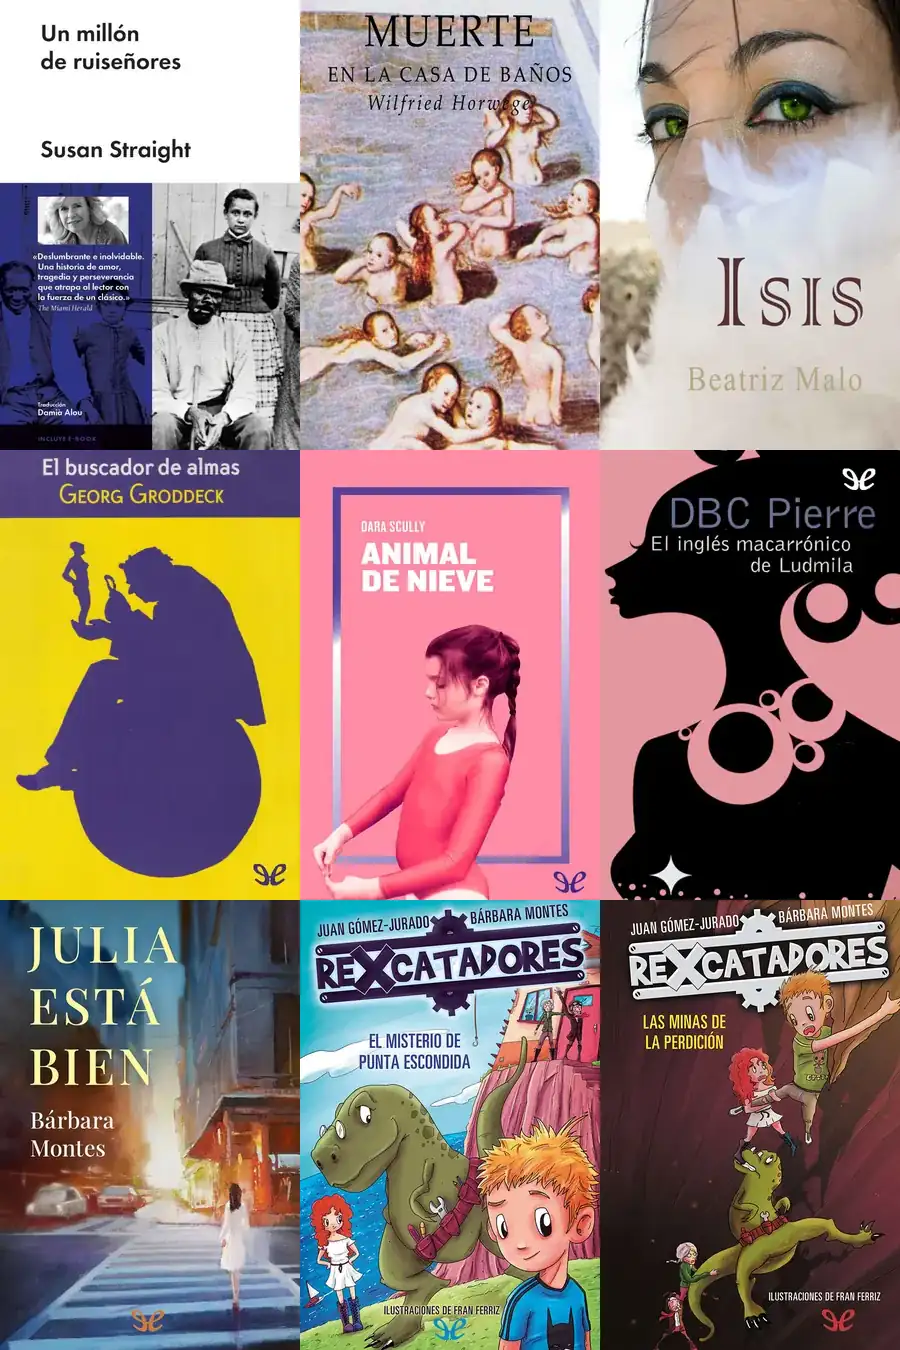 Un millón
de ruiseñores
Susan Straight
«Deslumbrante e inolvidable.
Una historia de amor,
tragedia y perseverancia
que atrapa al lector con
la fuerza de un clásico.»
The Miami Herald
Traducción
Damià Alou
INCLUYE E-BOOK
MUERTE
EN LA CASA DE BAÑOS
Wilfried Horwege
ISIS
Beatriz Malo
El buscador de almas
GEORG GRODDECK
DARA SCULLY
ANIMAL
DE NIEVE
DBC Pierre
El inglés macarrónico
de Ludmila
JULIA
ESTÁ
BIEN
Bárbara
Montes
JUAN GÓMEZ-JURADO BÁRBARA MONTES
REXCATADORES
EL MISTERIO DE
PUNTA ESCONDIDA
ILUSTRACIONES DE FRAN FERRIZ
JUAN GÓMEZ-JURADO BÁRBARA MONTES
REXCATADORES
LAS MINAS DE
LA PERDICIÓN
ILUSTRACIONES DE FRAN FERRIZ